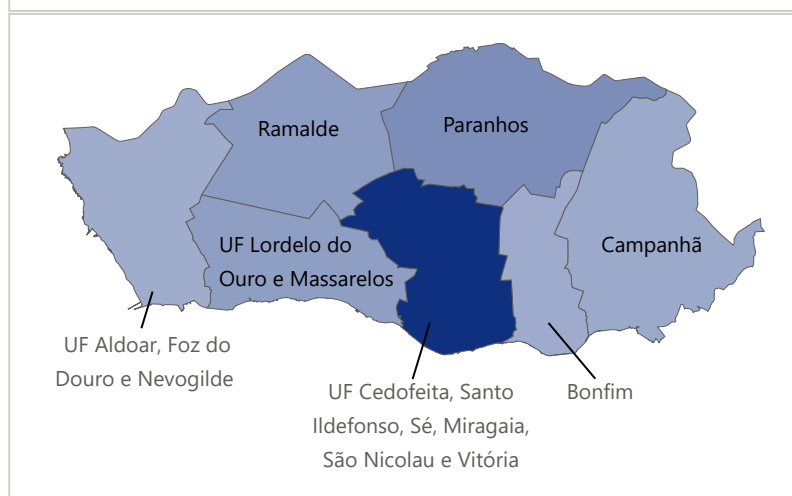 Ramalde
Paranhos
UF Lordelo do
Ouro e Massarelos
Campanhã
UF Aldoar, Foz do
Douro e Nevogilde
UF Cedofeita, Santo
Ildefonso, Sé, Miragaia,
São Nicolau e Vitória
Bonfim